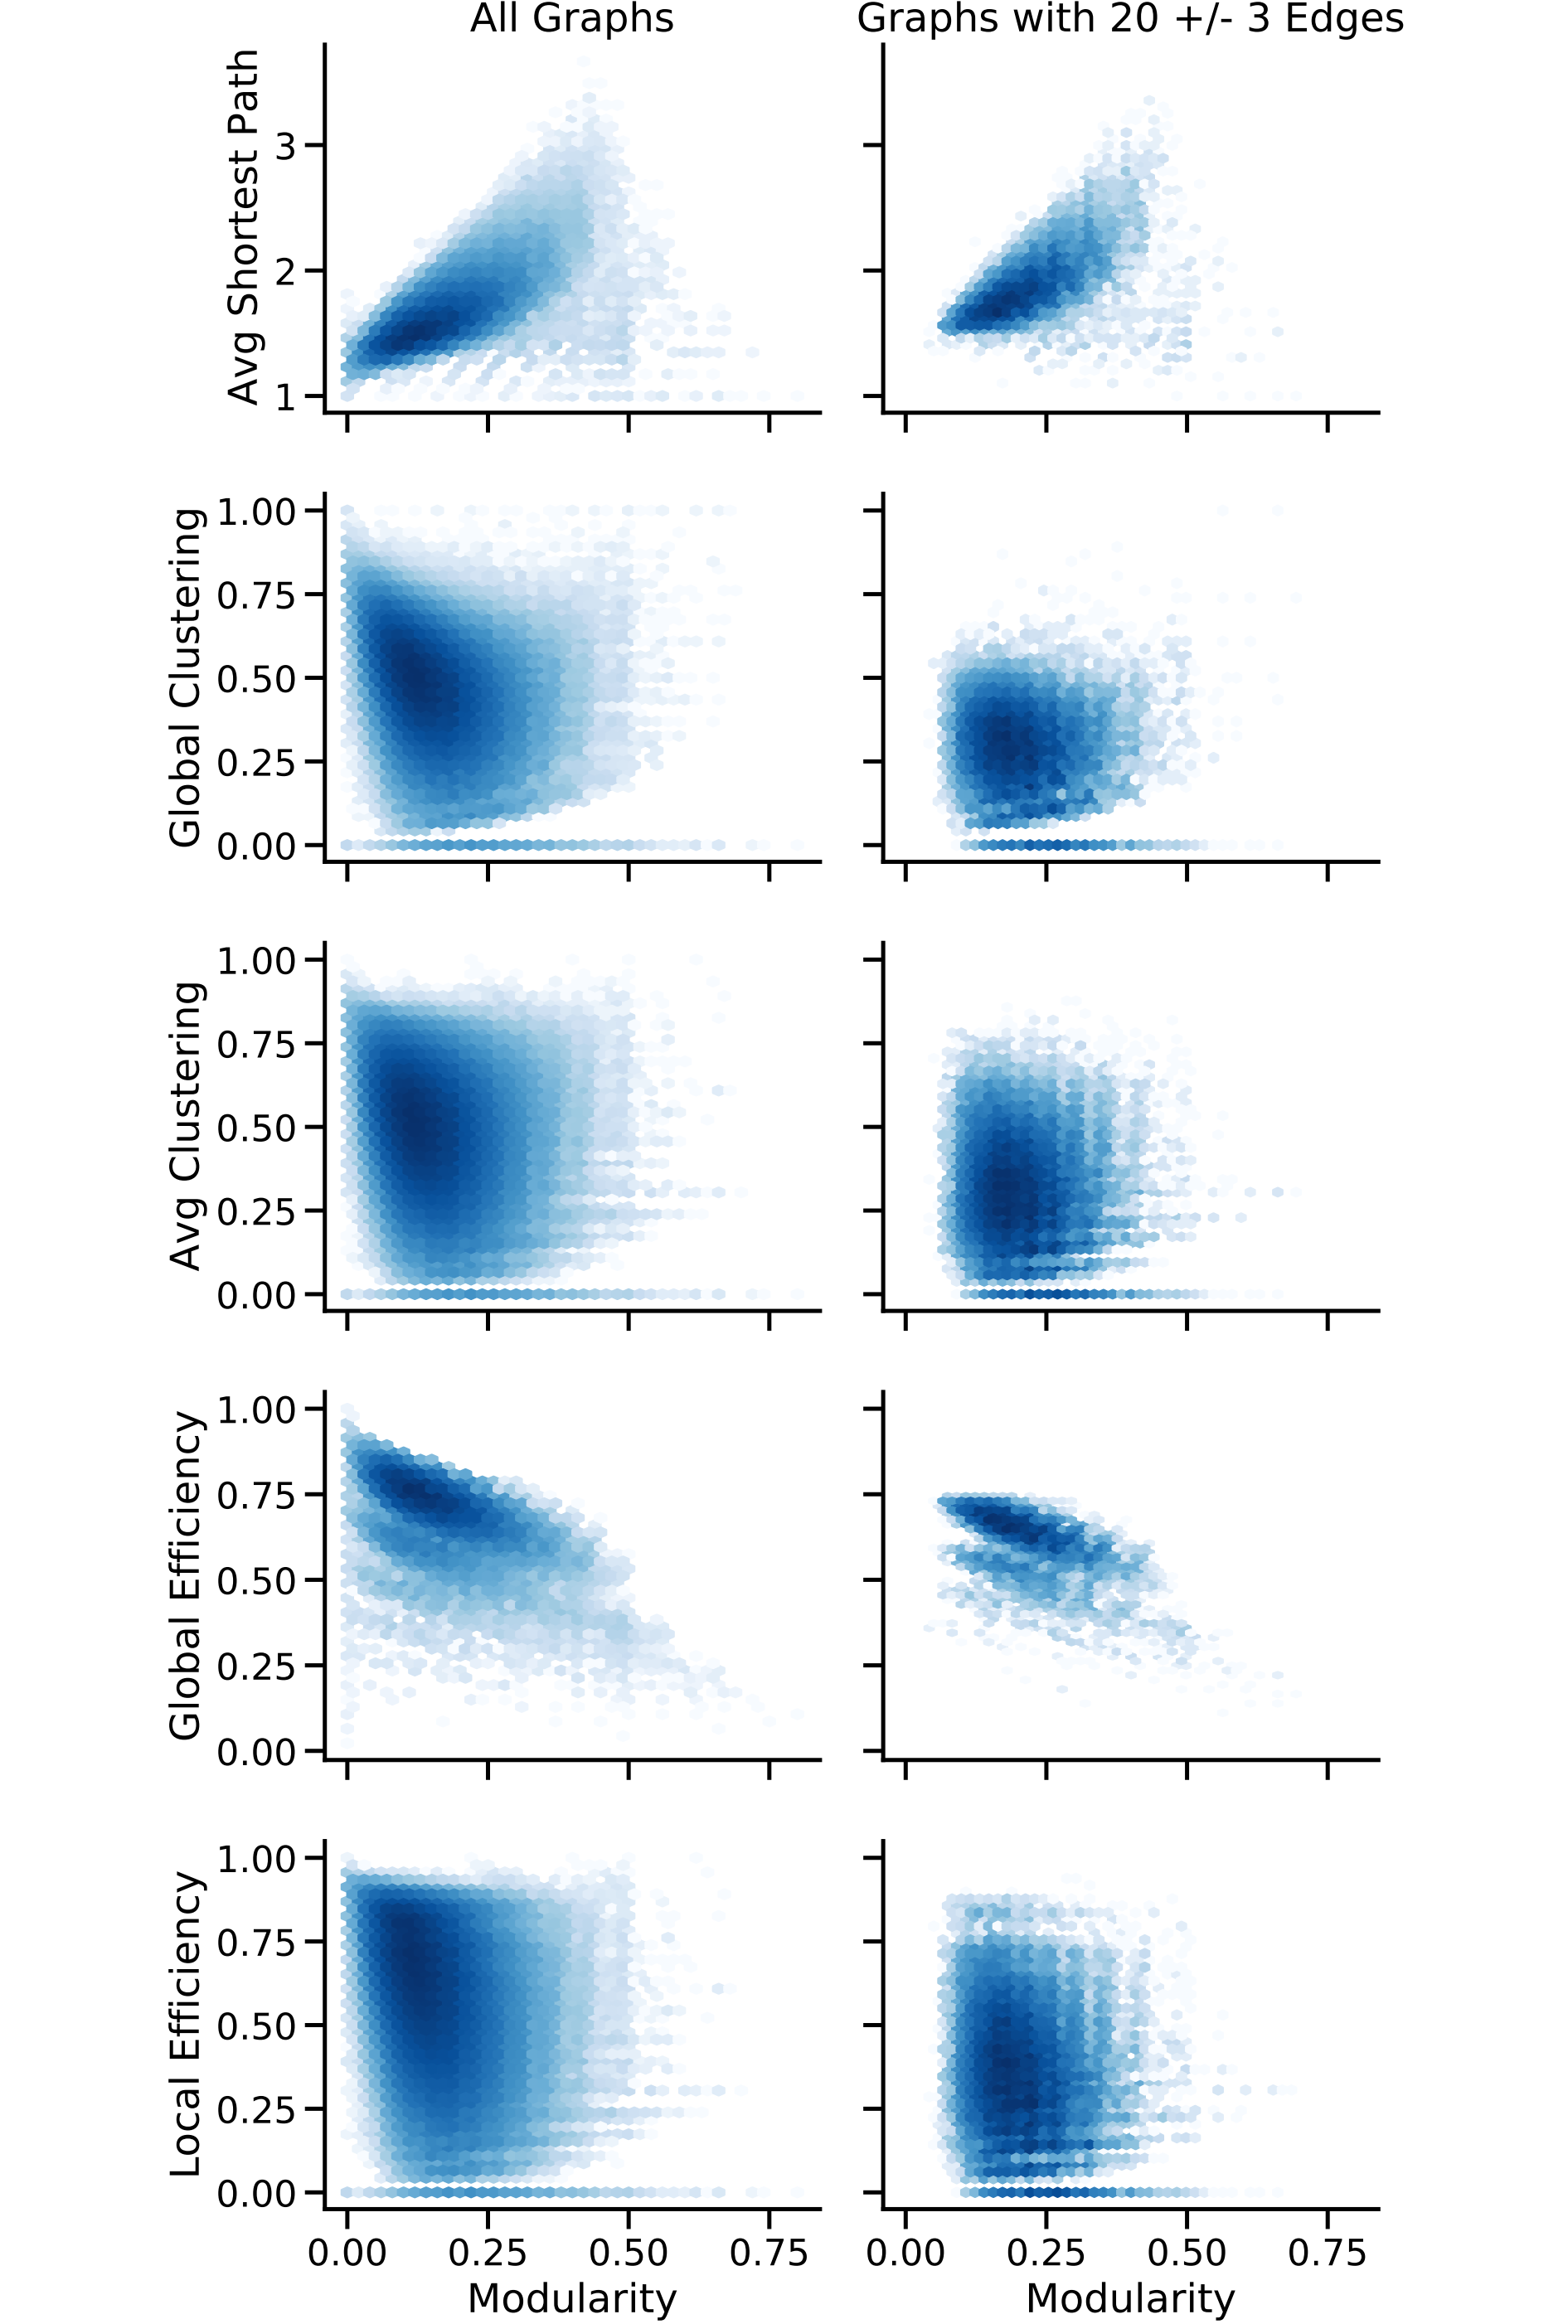 All Graphs
Graphs with 20 +/- 3 Edges
Avg Shortest Path
3
2
1
Global Clustering
1.00
0.75
0.50
0.25
0.00
Avg Clustering
1.00
0.75
0.50
0.25
0.00
Global Efficiency
1.00
0.75
0.50
0.25
0.00
Local Efficiency
1.00
0.75
0.50
0.25
0.00
0.00 0.25 0.50 0.75
Modularity
0.00 0.25 0.50 0.75
Modularity